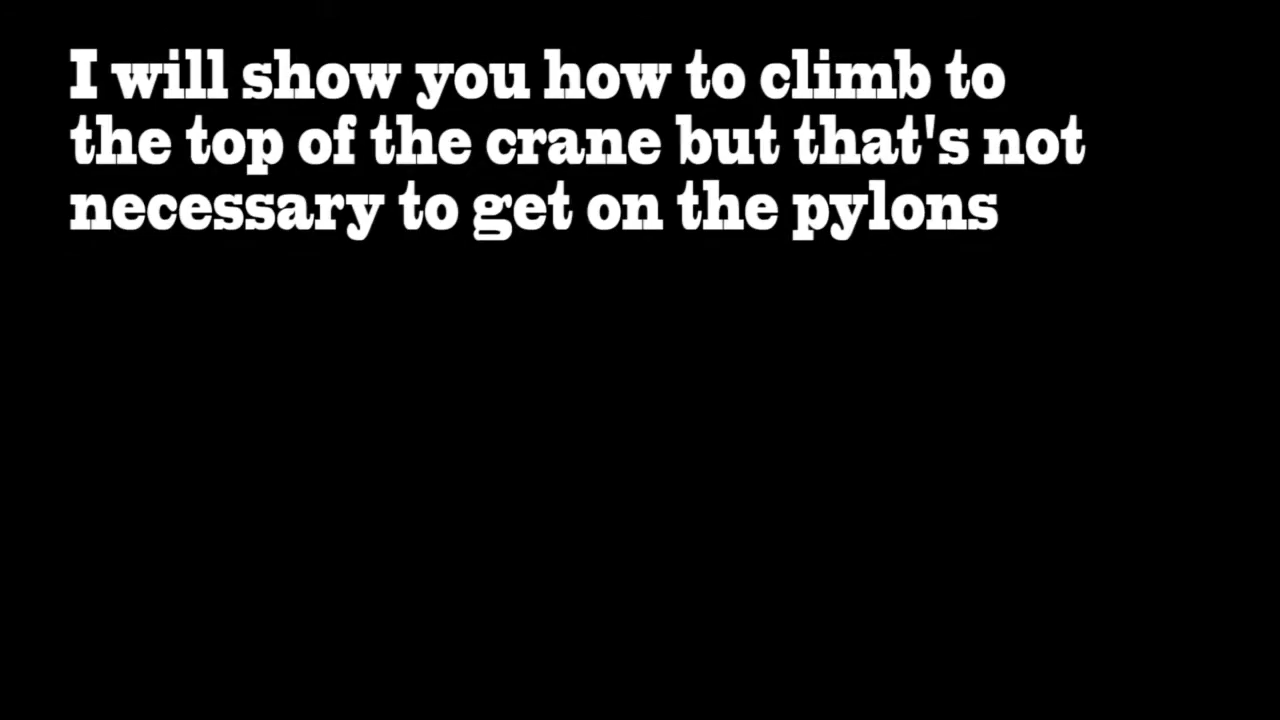 I will show you how to climb to
the top of the crane but that's not
necessary to get on the pylons